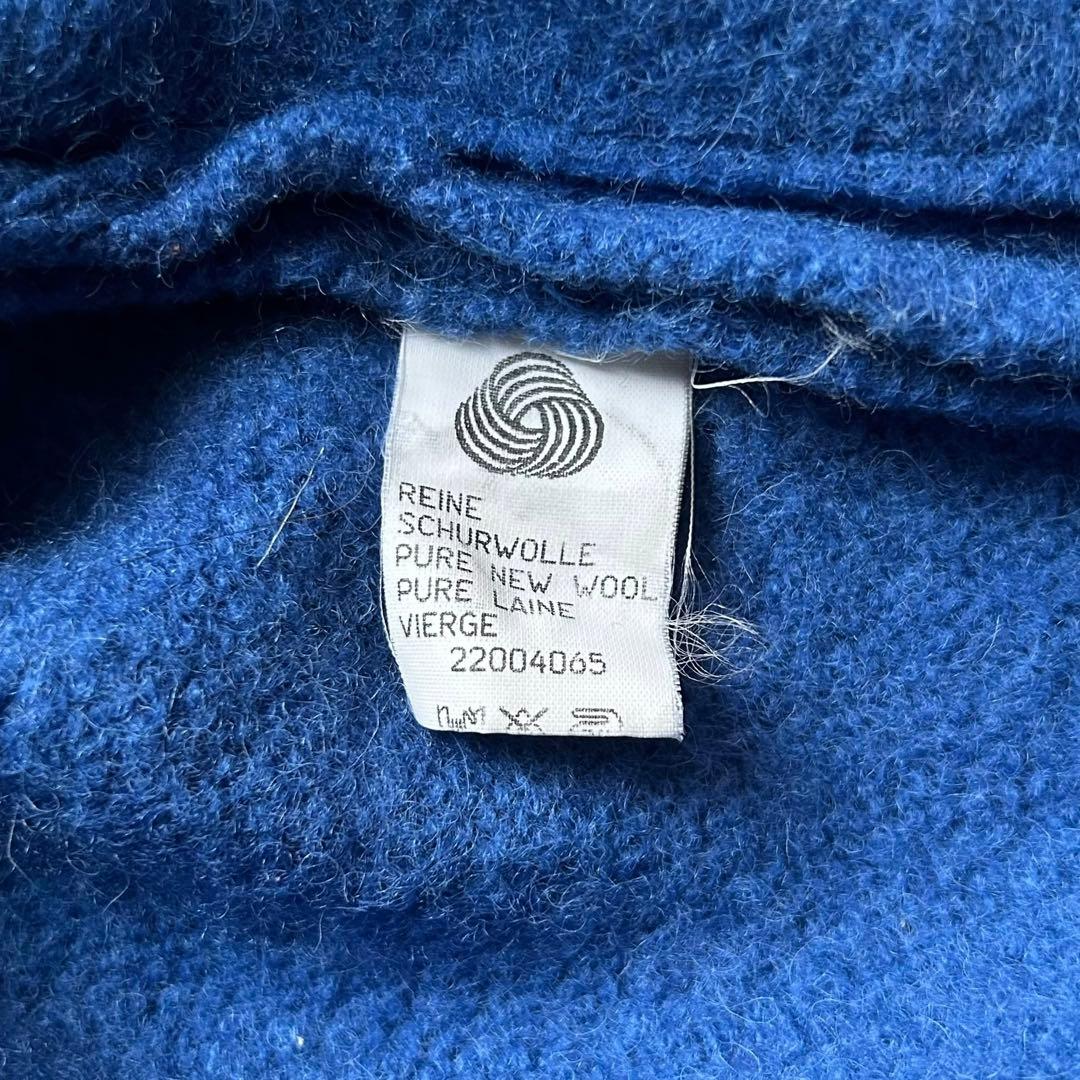 REINE
SCHURWOLLE
PURE NEW WOOL
PURE LAINE
VIERGE
22004065